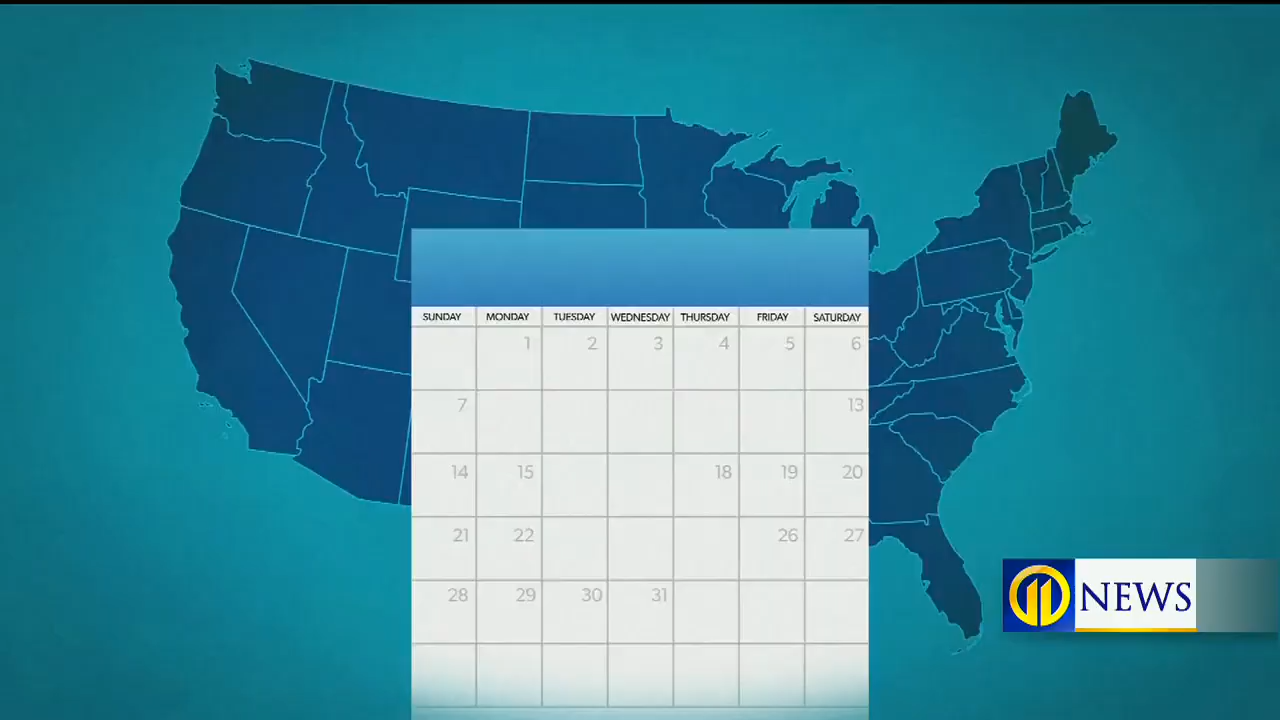 SUNDAY MONDAY TUESDAY WEDNESDAY THURSDAY FRIDAY SATURDAY
1 2 3 4 5 6
7 13
14 15 18 19 20
21 22 26 27
28 29 30 31
11 NEWS